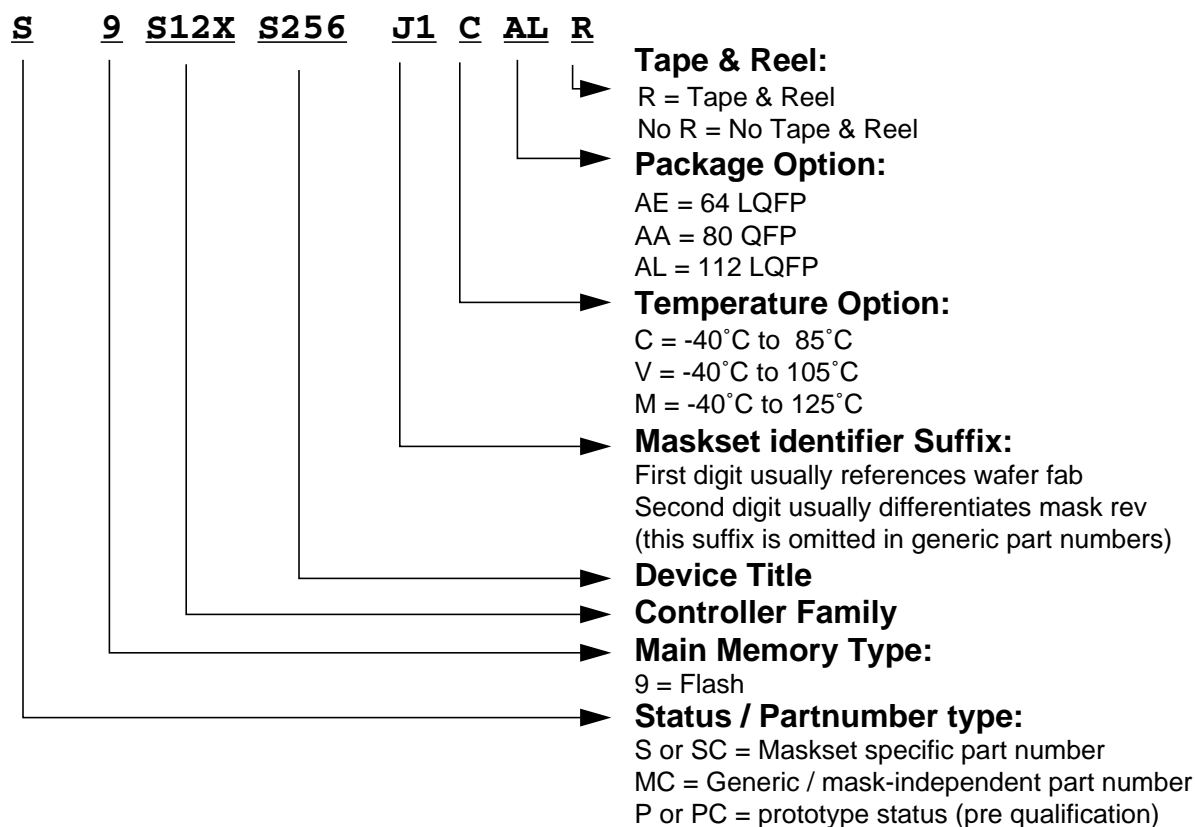 S 9 S12X S256 J1 C AL R
Tape & Reel:
R = Tape & Reel
No R = No Tape & Reel
Package Option:
AE = 64 LQFP
AA = 80 QFP
AL = 112 LQFP
Temperature Option:
C = -40˚C to 85˚C
V = -40˚C to 105˚C
M = -40˚C to 125˚C
Maskset identifier Suffix:
First digit usually references wafer fab
Second digit usually differentiates mask rev
(this suffix is omitted in generic part numbers)
Device Title
Controller Family
Main Memory Type:
9 = Flash
Status / Partnumber type:
S or SC = Maskset specific part number
MC = Generic / mask-independent part number
P or PC = prototype status (pre qualification)